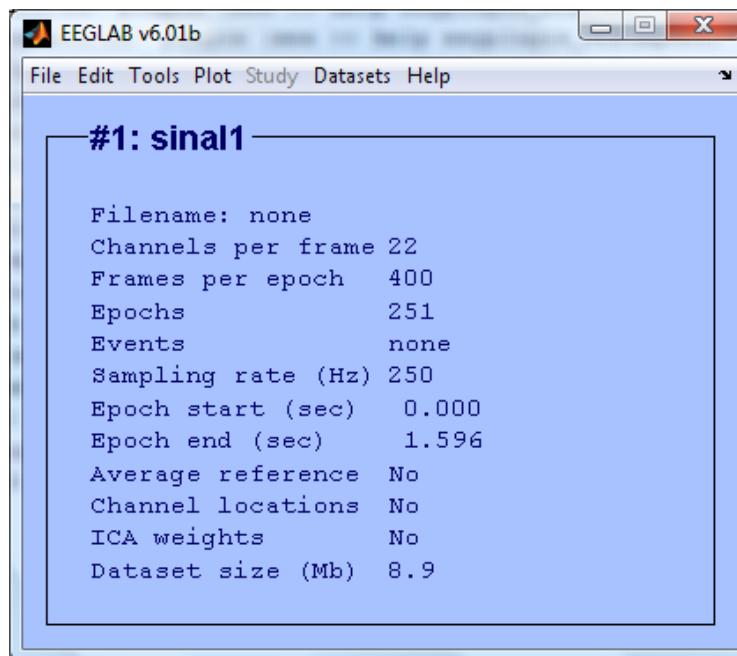 EEGLAB v6.01b
File Edit Tools Plot Study Datasets Help
#1: sinal1
Filename: none
Channels per frame 22
Frames per epoch 400
Epochs 251
Events none
Sampling rate (Hz) 250
Epoch start (sec) 0.000
Epoch end (sec) 1.596
Average reference No
Channel locations No
ICA weights No
Dataset size (Mb) 8.9